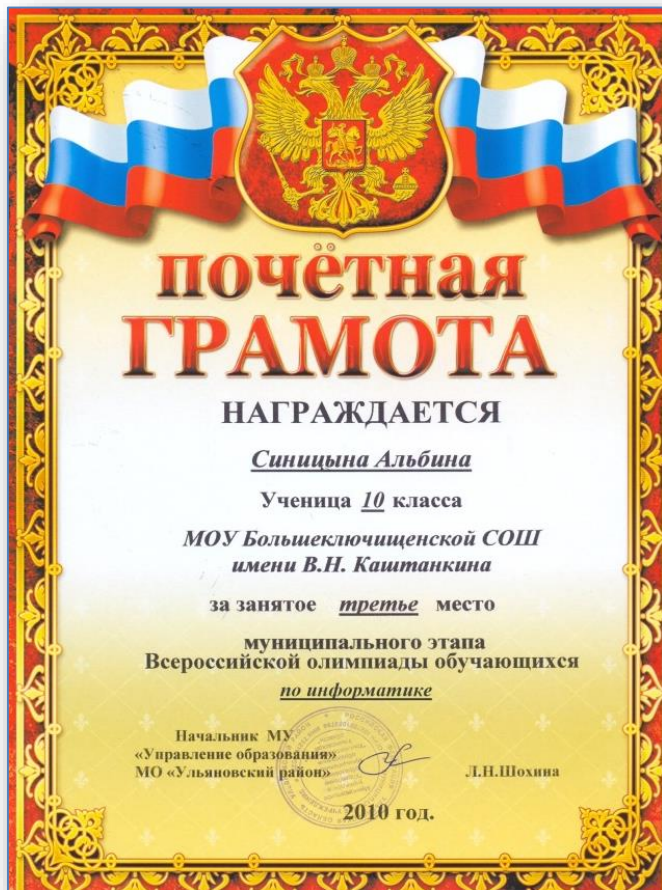 почётная
ГРАМОТА
НАГРАЖДАЕТСЯ
Синицына Альбина
Ученица 10 класса
МОУ Большеключищенской СОШ
имени В.Н. Каштанкина
за занятое третье место
муниципального этапа
Всероссийской олимпиады обучающихся
по информатике
Начальник МУ
«Управление образования»
МО «Ульяновский район» Л.Н.Шохина
2010 год.